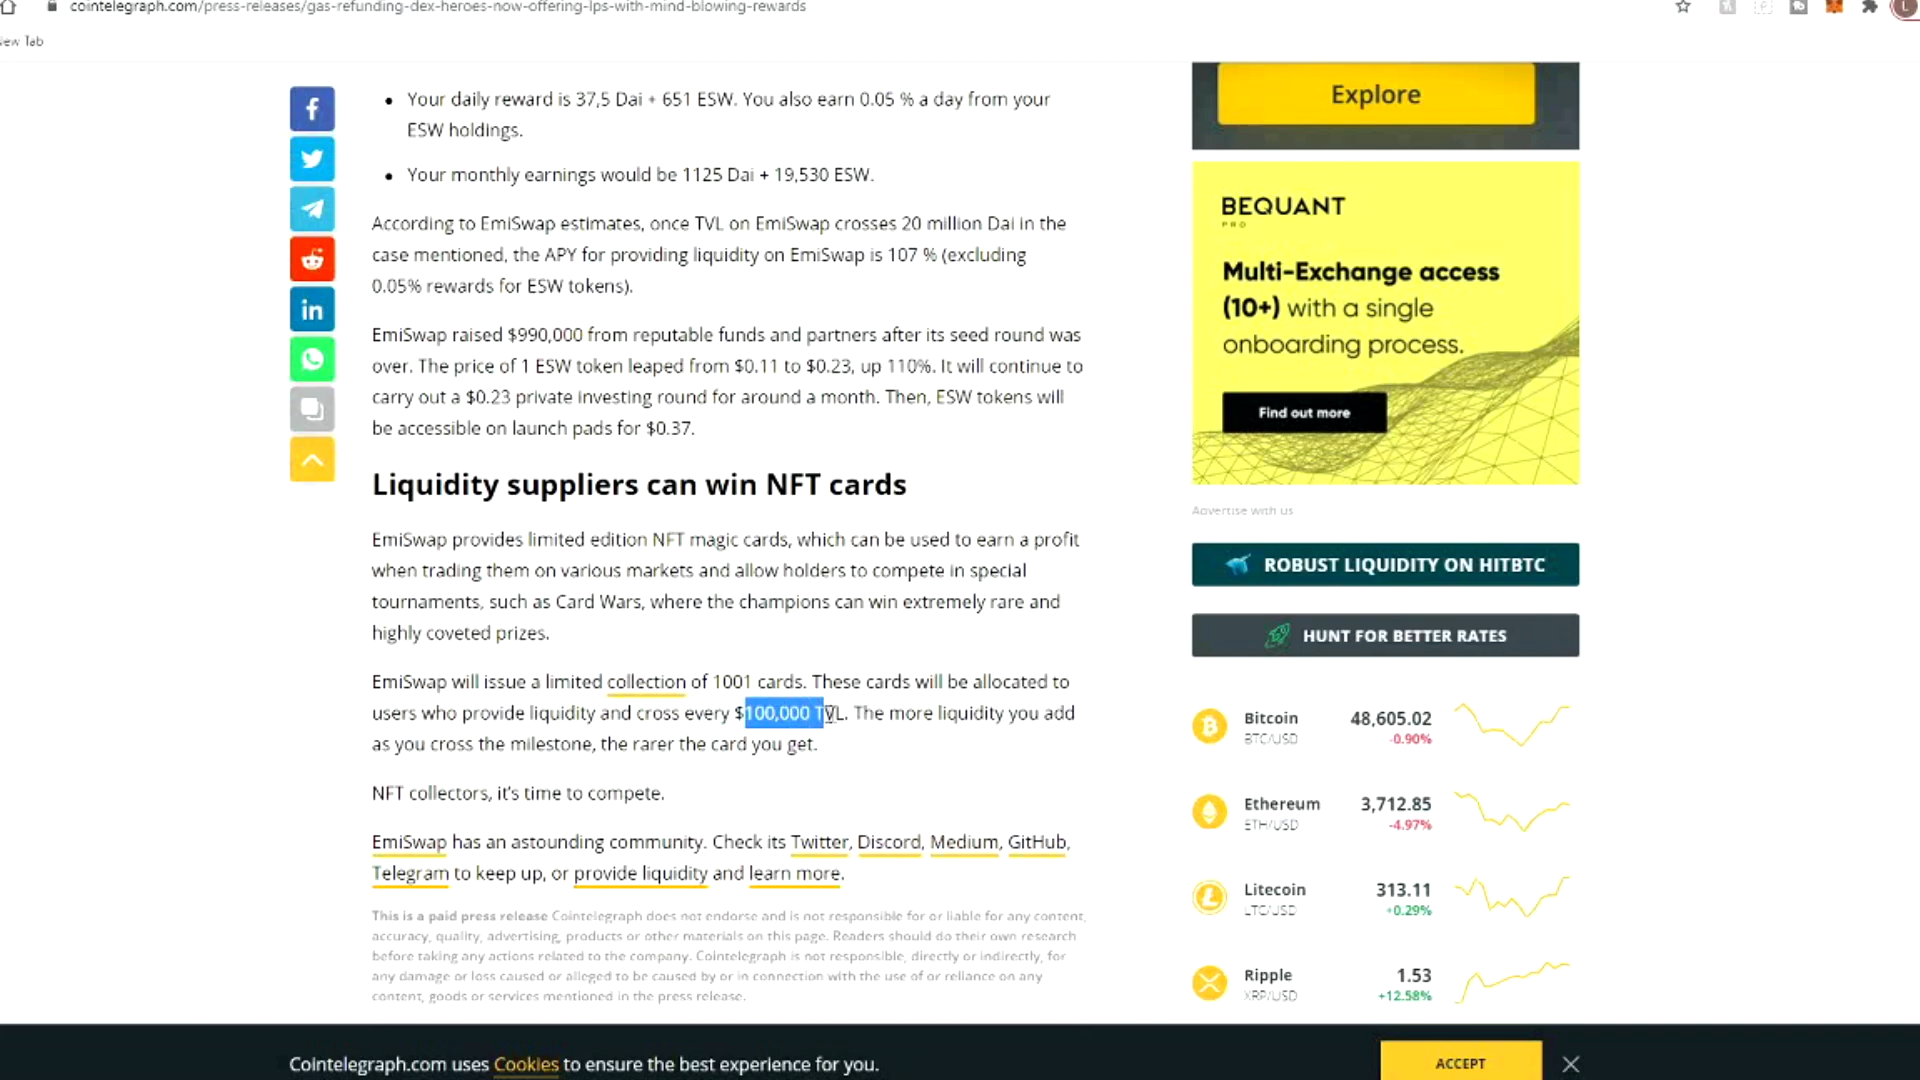 cointelegraph.com/press-releases/gas-refunding-dex-heroes-now-offering-lps-with-mind-blowing-rewards
L
New Tab
Your daily reward is 37,5 Dai + 651 ESW. You also earn 0.05 % a day from your
ESW holdings.
Your monthly earnings would be 1125 Dai + 19,530 ESW.
According to EmiSwap estimates, once TVL on EmiSwap crosses 20 million Dai in the
case mentioned, the APY for providing liquidity on EmiSwap is 107 % (excluding
0.05% rewards for ESW tokens).
EmiSwap raised $990,000 from reputable funds and partners after its seed round was
over. The price of 1 ESW token leaped from $0.11 to $0.23, up 110%. It will continue to
carry out a $0.23 private investing round for around a month. Then, ESW tokens will
be accessible on launch pads for $0.37.
Liquidity suppliers can win NFT cards
EmiSwap provides limited edition NFT magic cards, which can be used to earn a profit
when trading them on various markets and allow holders to compete in special
tournaments, such as Card Wars, where the champions can win extremely rare and
highly coveted prizes.
EmiSwap will issue a limited collection of 1001 cards. These cards will be allocated to
users who provide liquidity and cross every $100,000 TVL. The more liquidity you add
as you cross the milestone, the rarer the card you get.
NFT collectors, it's time to compete.
EmiSwap has an astounding community. Check its Twitter, Discord, Medium, GitHub,
Telegram to keep up, or provide liquidity and learn more.
This is a paid press release Cointelegraph does not endorse and is not responsible for or liable for any content,
accuracy, quality, advertising, products or other materials on this page. Readers should do their own research
before taking any actions related to the company. Cointelegraph is not responsible, directly or indirectly, for
any damage or loss caused or alleged to be caused by or in connection with the use of or reliance on any
content, goods or services mentioned in the press release.
Explore
BEQUANT
PRO
Multi-Exchange access
(10+) with a single
onboarding process.
Find out more
Advertise with us
ROBUST LIQUIDITY ON HITBTC
HUNT FOR BETTER RATES
Bitcoin 48,605.02
BTC/USD -0.90%
Ethereum 3,712.85
ETH/USD -4.97%
Litecoin 313.11
LTC/USD +0.29%
Ripple 1.53
XRP/USD +12.58%
Cointelegraph.com uses Cookies to ensure the best experience for you.
ACCEPT